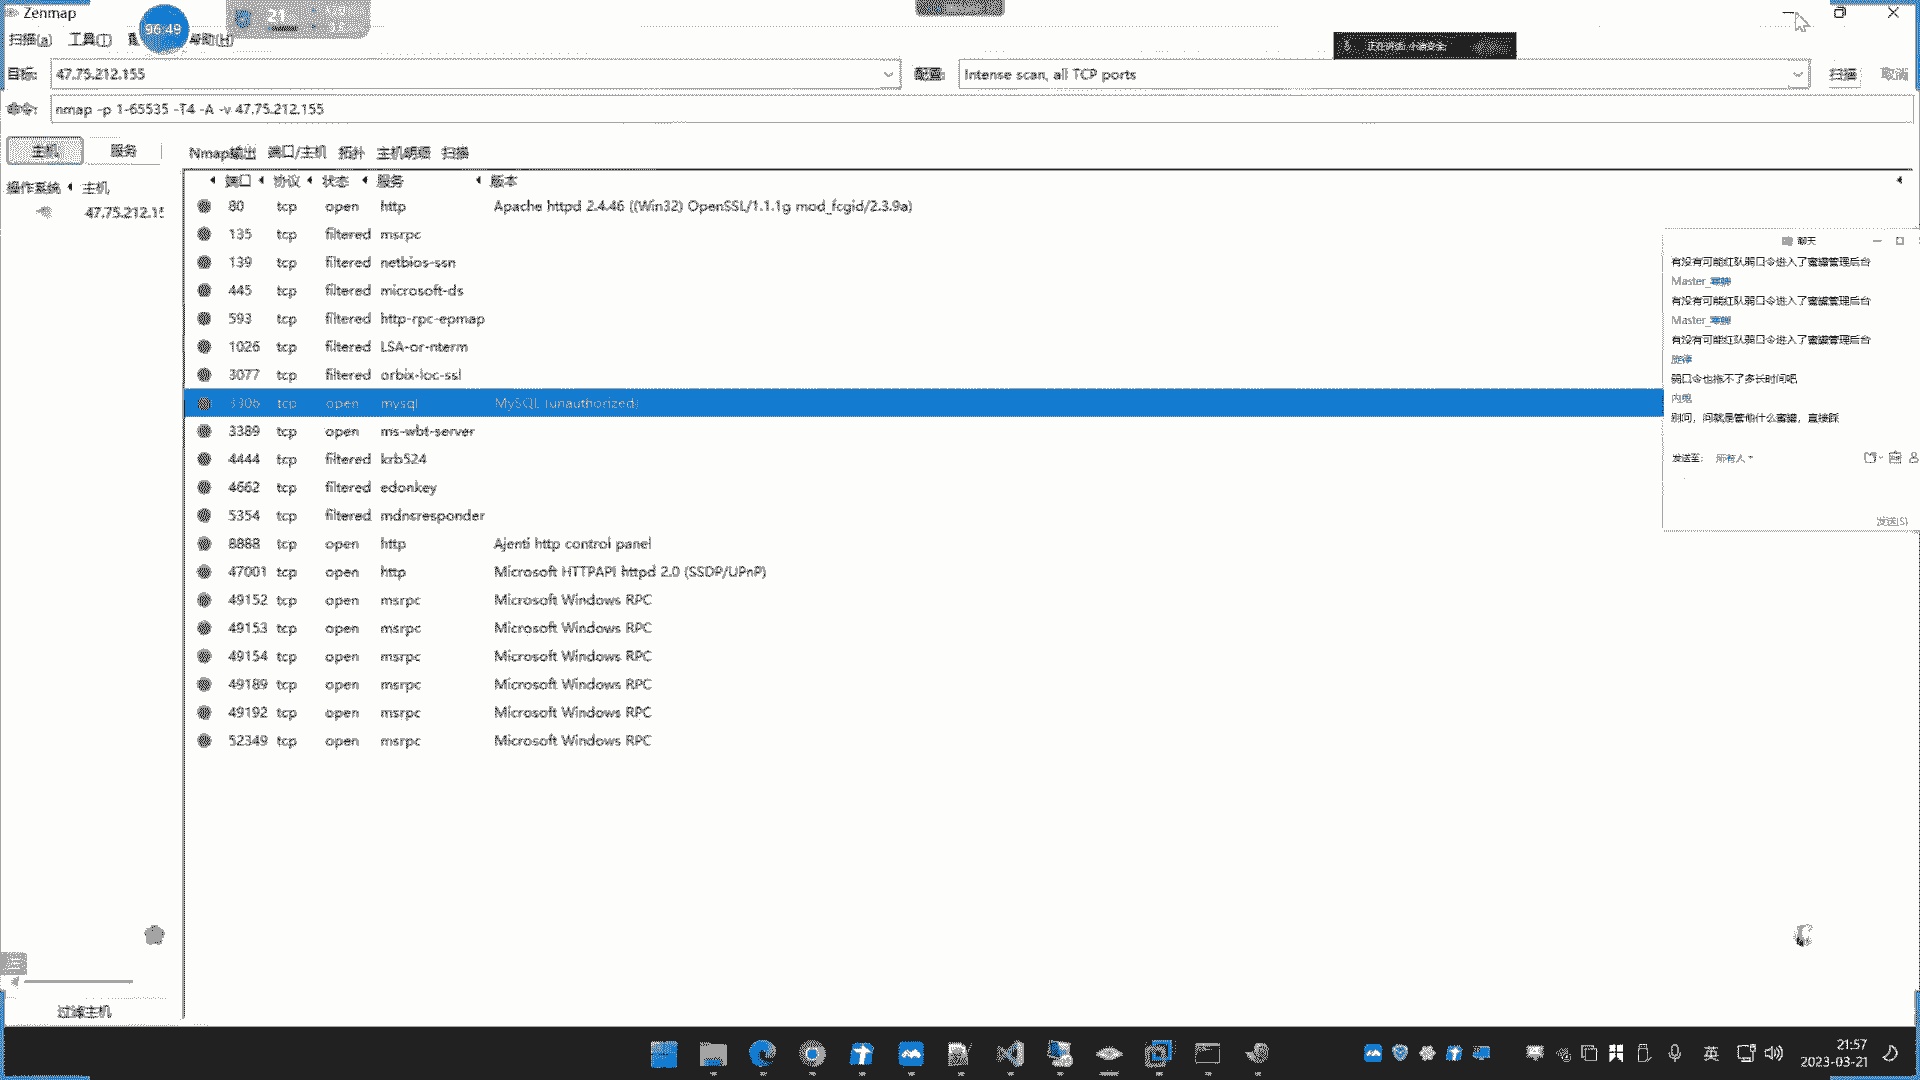 Zenmap
96:49
21
扫描(a) 工具(T) 帮助(H)
目标: 47.75.212.155 配置: Intense scan, all TCP ports 扫描 取消
命令: nmap -p 1-65535 -T4 -A -v 47.75.212.155
主机 服务 Nmap输出 端口/主机 拓扑 主机明细 扫描
操作系统 主机 端口 协议 状态 服务 版本
47.75.212.15
80 tcp open http Apache httpd 2.4.46 ((Win32) OpenSSL/1.1.1g mod_fcgid/2.3.9a)
135 tcp filtered msrpc
139 tcp filtered netbios-ssn
445 tcp filtered microsoft-ds
593 tcp filtered http-rpc-epmap
1026 tcp filtered LSA-or-nterm
3077 tcp filtered orbix-loc-ssl
3306 tcp open mysql MySQL (unauthorized)
3389 tcp open ms-wbt-server
4444 tcp filtered krb524
4662 tcp filtered edonkey
5354 tcp filtered mdnsresponder
8888 tcp open http Ajenti http control panel
47001 tcp open http Microsoft HTTPAPI httpd 2.0 (SSDP/UPnP)
49152 tcp open msrpc Microsoft Windows RPC
49153 tcp open msrpc Microsoft Windows RPC
49154 tcp open msrpc Microsoft Windows RPC
49189 tcp open msrpc Microsoft Windows RPC
49192 tcp open msrpc Microsoft Windows RPC
52349 tcp open msrpc Microsoft Windows RPC
过滤主机
聊天
有没有可能红队弱口令进入了蜜罐管理后台
Master_
有没有可能红队弱口令进入了蜜罐管理后台
Master_
有没有可能红队弱口令进入了蜜罐管理后台
弱口令也拖不了多长时间吧
内鬼
别问，问就是管他什么蜜罐，直接踩
发送至: 所有人
发送(S)
英
21:57
2023-03-21